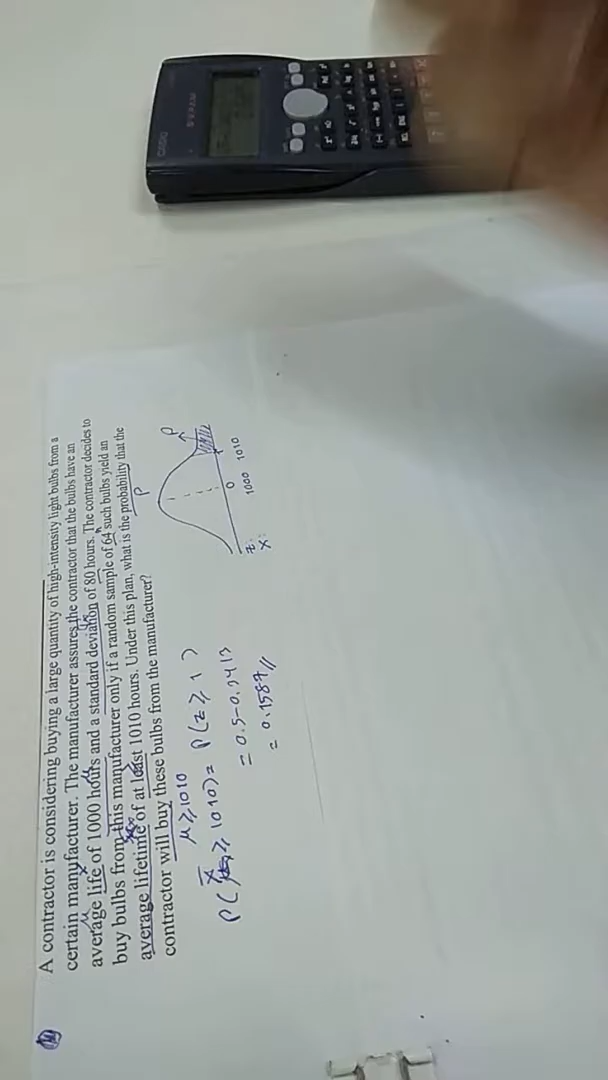 A contractor is considering buying a large quantity of high-intensity light bulbs from a
certain manufacturer. The manufacturer assures the contractor that the bulbs have an
average life of 1000 hours and a standard deviation of 80 hours. The contractor decides to
buy bulbs from this manufacturer only if a random sample of 64 such bulbs yield an
average lifetime of at least 1010 hours. Under this plan, what is the probability that the
contractor will buy these bulbs from the manufacturer?
P
μ ≥ 1010
P( x̄ ≥ 1010) = P(z ≥ 1)
= 0.5-0.3413
= 0.1587//
P
z: 0 1
x: 1000 1010
CASIO